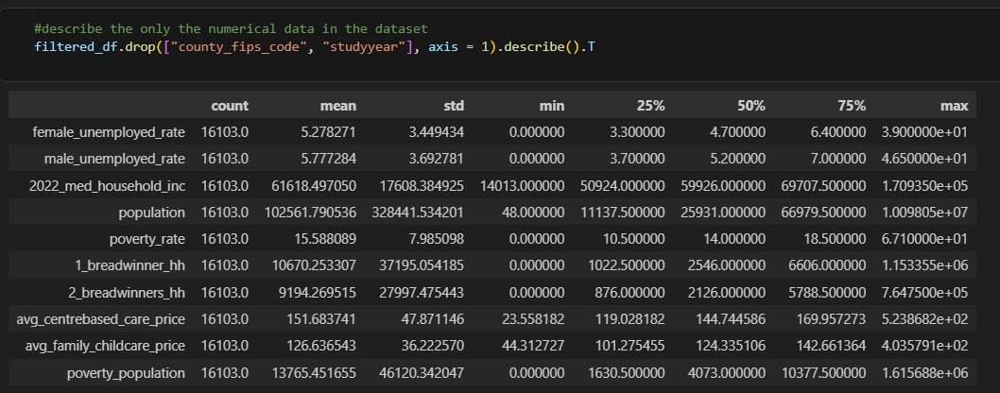 #describe the only the numerical data in the dataset
filtered_df.drop(["county_fips_code", "studyyear"], axis = 1).describe().T
count mean std min 25% 50% 75% max
female_unemployed_rate 16103.0 5.278271 3.449434 0.000000 3.300000 4.700000 6.400000 3.900000e+01
male_unemployed_rate 16103.0 5.777284 3.692781 0.000000 3.700000 5.200000 7.000000 4.650000e+01
2022_med_household_inc 16103.0 61618.497050 17608.384925 14013.000000 50924.000000 59926.000000 69707.500000 1.709350e+05
population 16103.0 102561.790536 328441.534201 48.000000 11137.500000 25931.000000 66979.500000 1.009805e+07
poverty_rate 16103.0 15.588089 7.985098 0.000000 10.500000 14.000000 18.500000 6.710000e+01
1_breadwinner_hh 16103.0 10670.253307 37195.054185 0.000000 1022.500000 2546.000000 6606.000000 1.153355e+06
2_breadwinners_hh 16103.0 9194.269515 27997.475443 0.000000 876.000000 2126.000000 5788.500000 7.647500e+05
avg_centrebased_care_price 16103.0 151.683741 47.871146 23.558182 119.028182 144.744586 169.957273 5.238682e+02
avg_family_childcare_price 16103.0 126.636543 36.222570 44.312727 101.275455 124.335106 142.661364 4.035791e+02
poverty_population 16103.0 13765.451655 46120.342047 0.000000 1630.500000 4073.000000 10377.500000 1.615688e+06